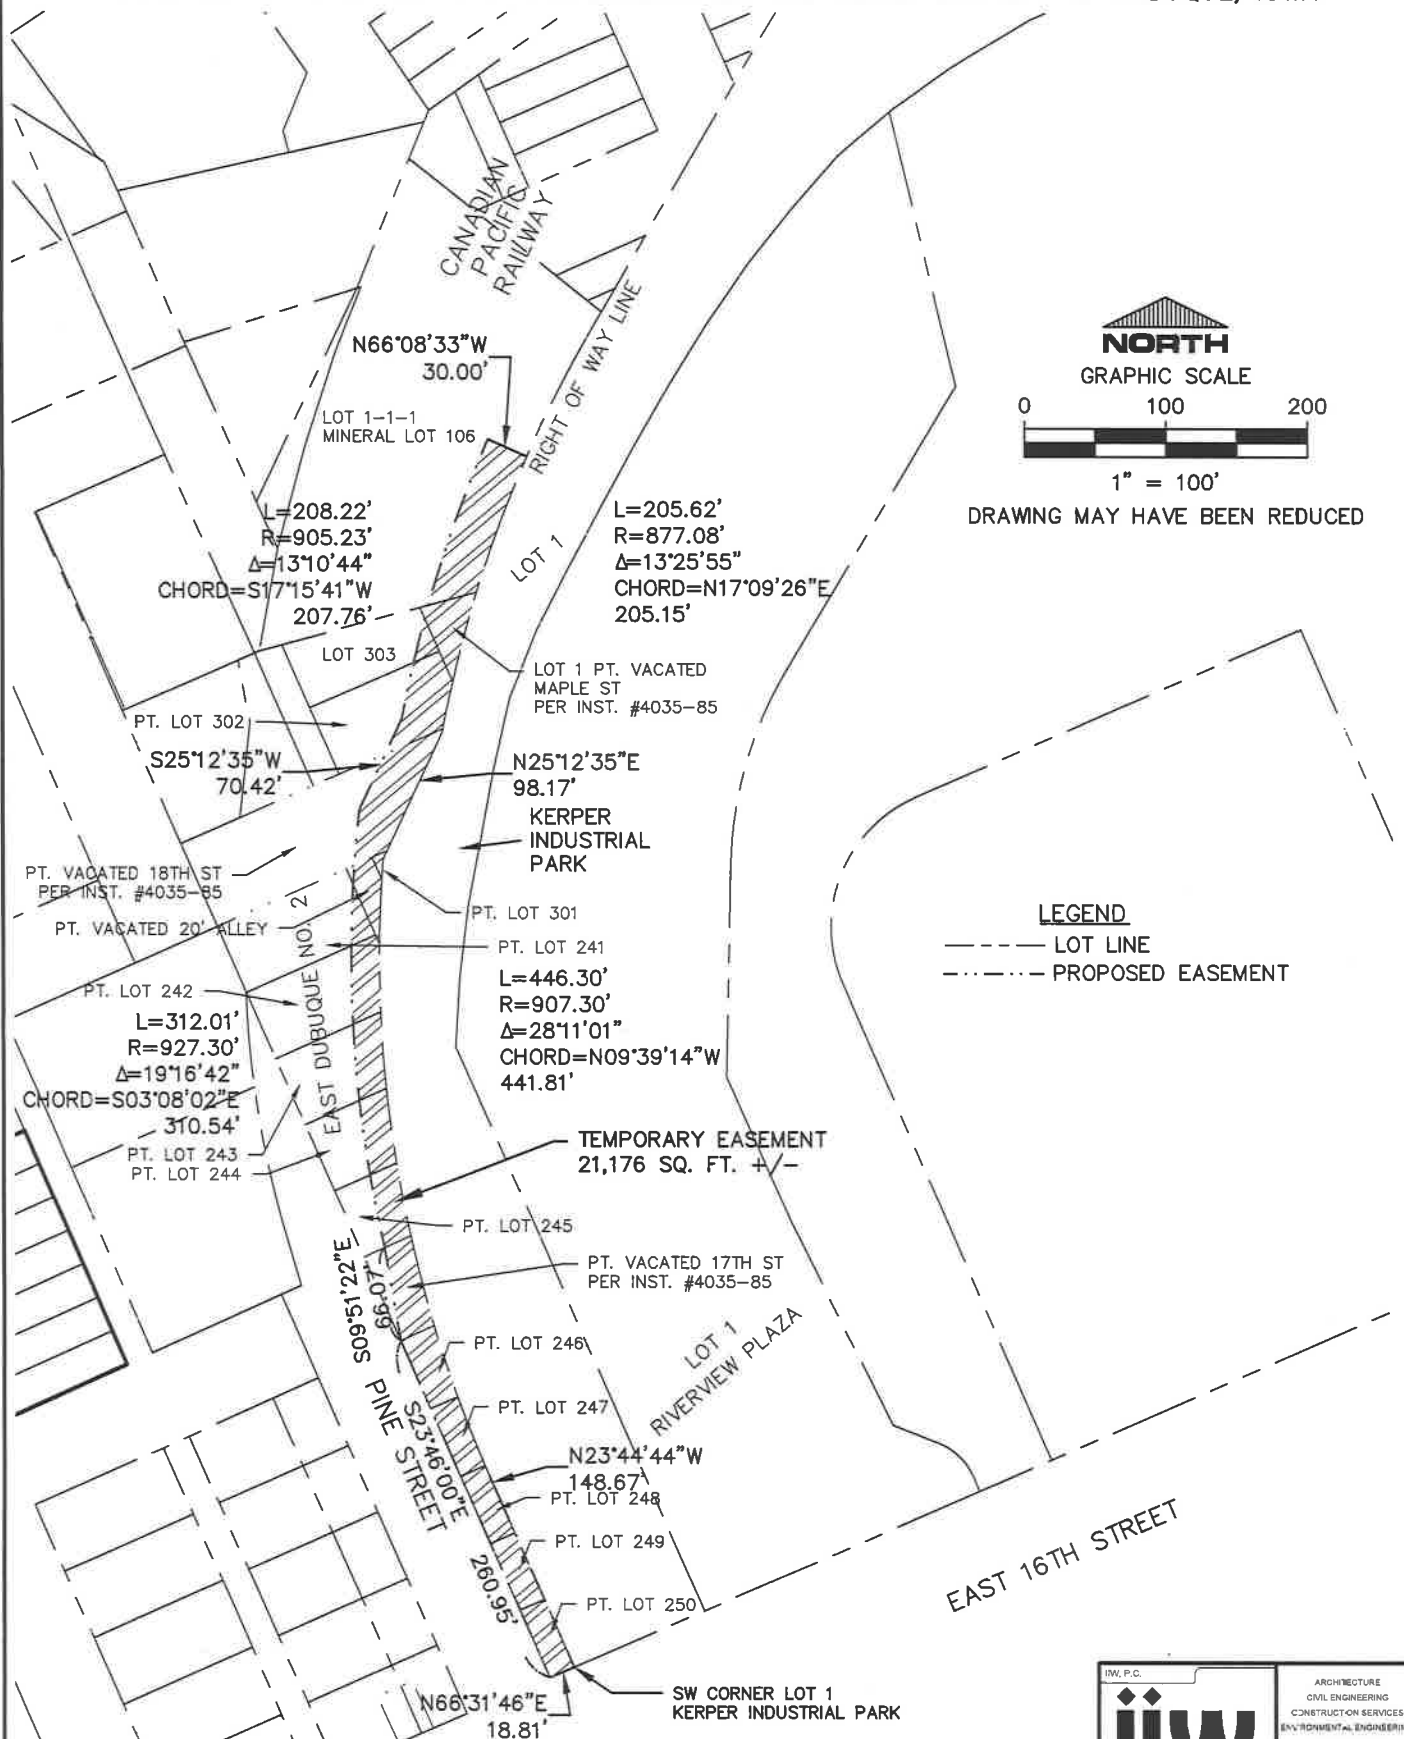 CANADIAN
PACIFIC
RAILWAY
N66°08'33"W
30.00'
RIGHT OF WAY LINE
NORTH
GRAPHIC SCALE
0 100 200
1" = 100'
DRAWING MAY HAVE BEEN REDUCED
LOT 1-1-1
MINERAL LOT 106
L=208.22'
R=905.23'
Δ=13°10'44"
CHORD=S17°15'41"W
207.76'
LOT 1
L=205.62'
R=877.08'
Δ=13°25'55"
CHORD=N17°09'26"E
205.15'
LOT 303
LOT 1 PT. VACATED
MAPLE ST
PER INST. #4035-85
PT. LOT 302
S25°12'35"W
70.42'
N25°12'35"E
98.17'
KERPER
INDUSTRIAL
PARK
PT. VACATED 18TH ST
PER INST. #4035-85
PT. VACATED 20' ALLEY
PT. LOT 301
PT. LOT 241
EAST DUBUQUE NO. 2
LEGEND
LOT LINE
PROPOSED EASEMENT
PT. LOT 242
L=312.01'
R=927.30'
Δ=19°16'42"
CHORD=S03°08'02"E
310.54'
L=446.30'
R=907.30'
Δ=28°11'01"
CHORD=N09°39'14"W
441.81'
PT. LOT 243
PT. LOT 244
TEMPORARY EASEMENT
21,176 SQ. FT. +/-
PT. LOT 245
S09°51'22"E
66.07'
PT. VACATED 17TH ST
PER INST. #4035-85
PT. LOT 246
LOT 1
RIVERVIEW PLAZA
PINE STREET
PT. LOT 247
S23°46'00"E 260.95'
N23°44'44"W
148.67'
PT. LOT 248
PT. LOT 249
PT. LOT 250
EAST 16TH STREET
N66°31'46"E
18.81'
SW CORNER LOT 1
KERPER INDUSTRIAL PARK
IIW, P.C.
iiw
ARCHITECTURE
CIVIL ENGINEERING
CONSTRUCTION SERVICES